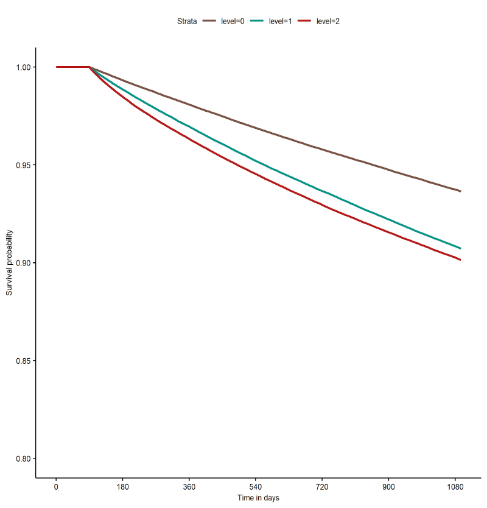 Strata level=0 level=1 level=2
1.00
0.95
0.90
0.85
0.80
Survival probability
0 180 360 540 720 900 1080
Time in days